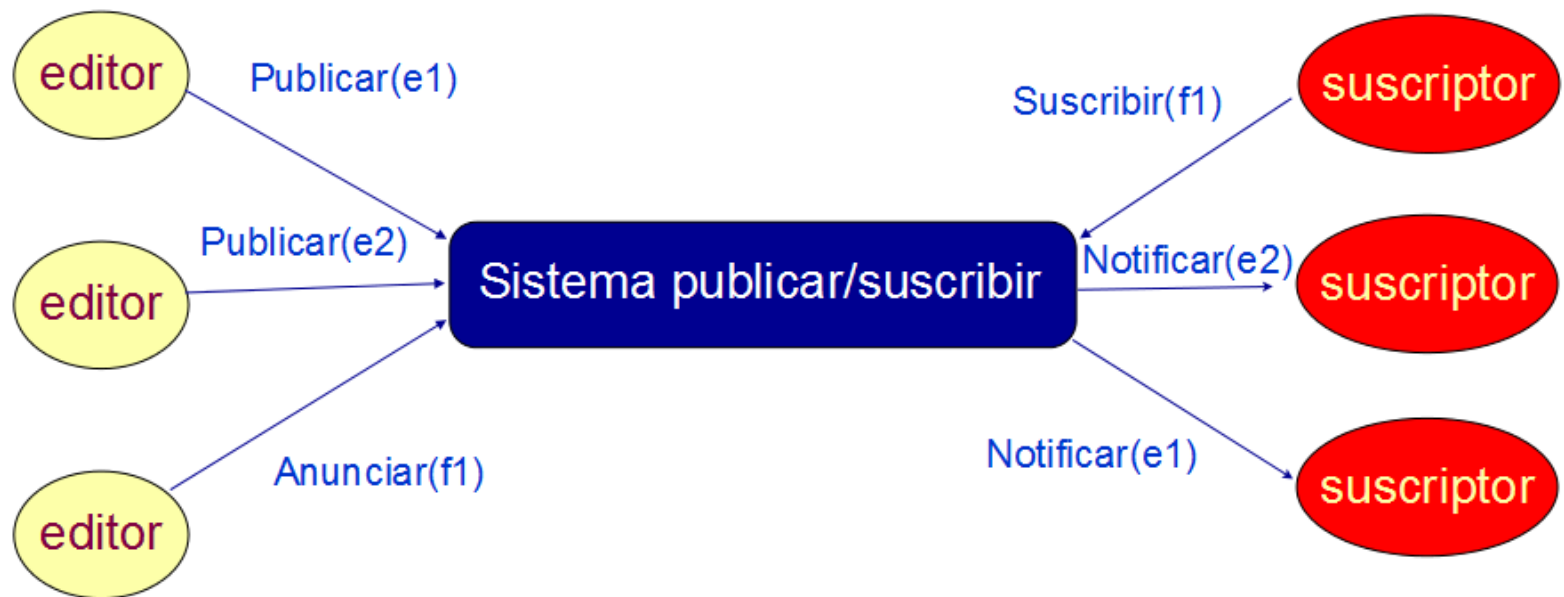 editor
Publicar(e1)
Suscribir(f1)
suscriptor
editor
Publicar(e2)
Sistema publicar/suscribir
Notificar(e2)
suscriptor
editor
Anunciar(f1)
Notificar(e1)
suscriptor